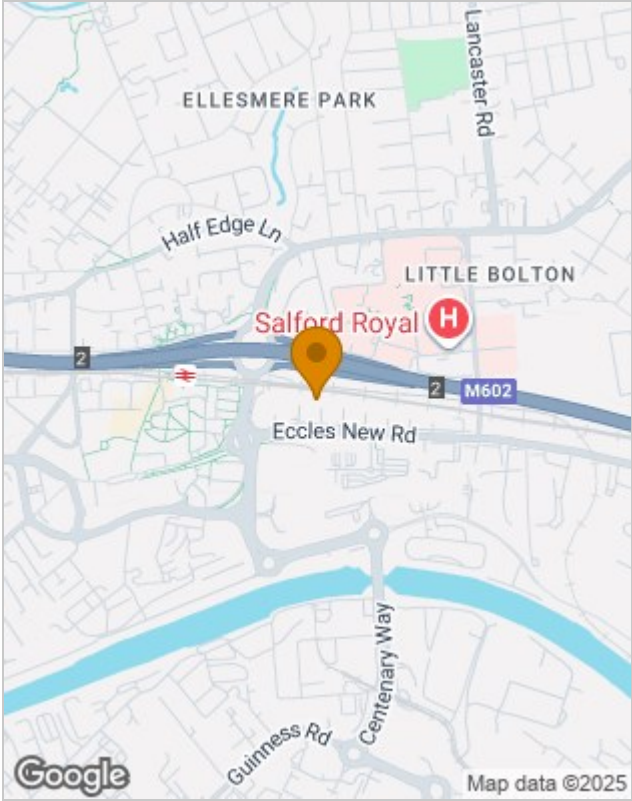 Lancaster Rd
ELLESMERE PARK
Half Edge Ln
LITTLE BOLTON
Salford Royal
H
2
2
M602
Eccles New Rd
Centenary Way
Guinness Rd
Google
Map data ©2025